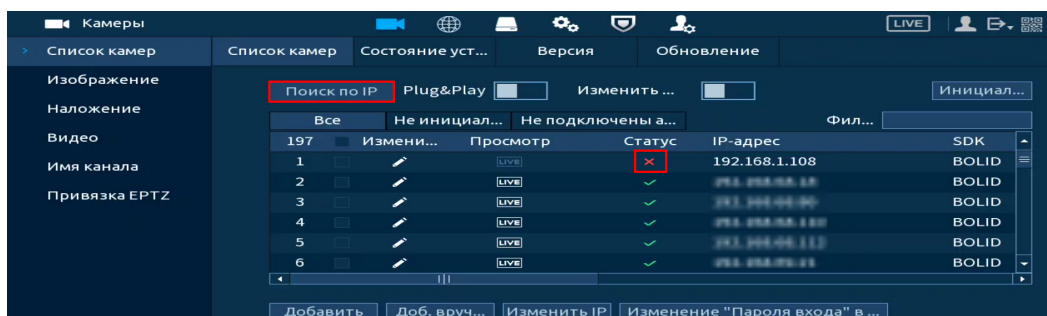 Камеры LIVE
Список камер Список камер Состояние уст... Версия Обновление
Изображение
Поиск по IP Plug&Play Изменить ... Инициал...
Наложение
Все Не инициал... Не подключены а... Фил...
Видео
197 Измени... Просмотр Статус IP-адрес SDK
Имя канала
1 LIVE 192.168.1.108 BOLID
2 LIVE BOLID
Привязка EPTZ
3 LIVE BOLID
4 LIVE BOLID
5 LIVE BOLID
6 LIVE BOLID
Добавить Доб. вруч... Изменить IP Изменение "Пароля входа" в ...